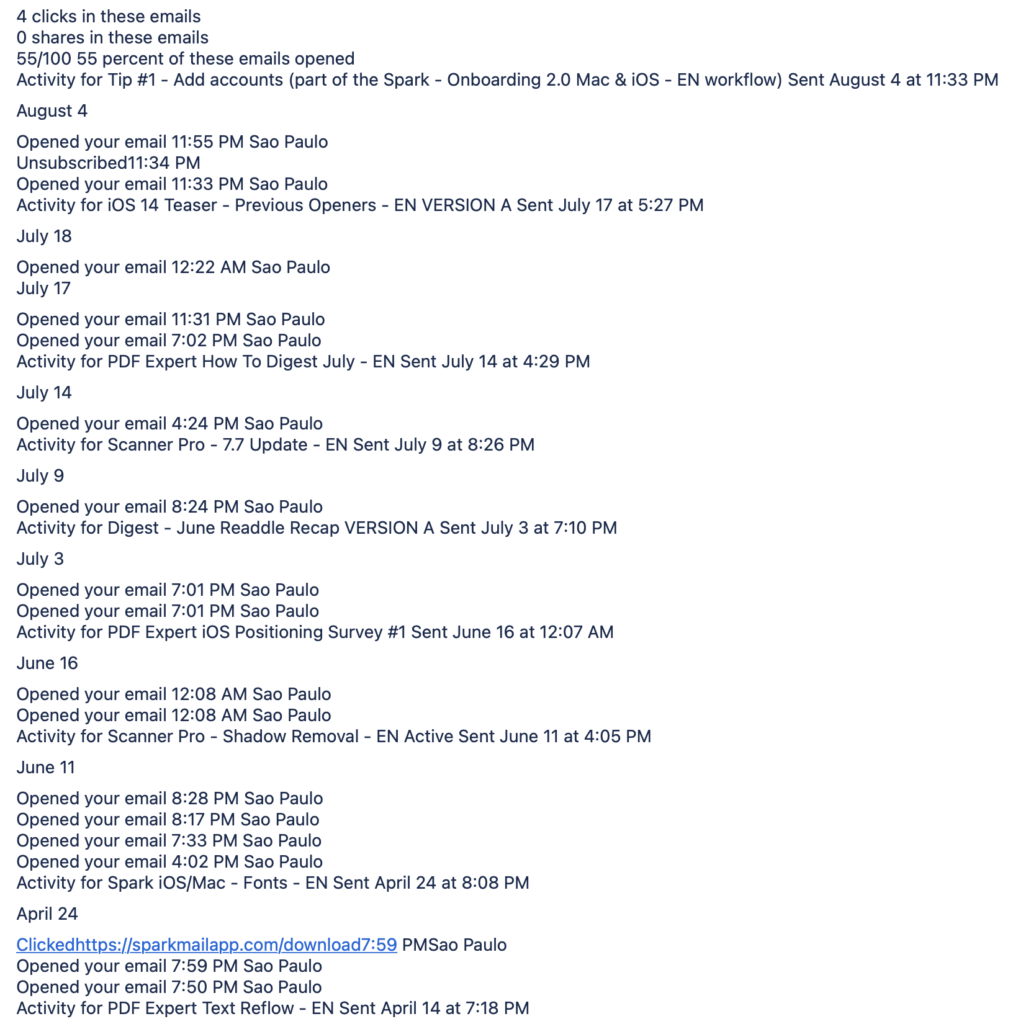 4 clicks in these emails
0 shares in these emails
55/100 55 percent of these emails opened
Activity for Tip #1 - Add accounts (part of the Spark - Onboarding 2.0 Mac & iOS - EN workflow) Sent August 4 at 11:33 PM
August 4
Opened your email 11:55 PM Sao Paulo
Unsubscribed11:34 PM
Opened your email 11:33 PM Sao Paulo
Activity for iOS 14 Teaser - Previous Openers - EN VERSION A Sent July 17 at 5:27 PM
July 18
Opened your email 12:22 AM Sao Paulo
July 17
Opened your email 11:31 PM Sao Paulo
Opened your email 7:02 PM Sao Paulo
Activity for PDF Expert How To Digest July - EN Sent July 14 at 4:29 PM
July 14
Opened your email 4:24 PM Sao Paulo
Activity for Scanner Pro - 7.7 Update - EN Sent July 9 at 8:26 PM
July 9
Opened your email 8:24 PM Sao Paulo
Activity for Digest - June Readdle Recap VERSION A Sent July 3 at 7:10 PM
July 3
Opened your email 7:01 PM Sao Paulo
Opened your email 7:01 PM Sao Paulo
Activity for PDF Expert iOS Positioning Survey #1 Sent June 16 at 12:07 AM
June 16
Opened your email 12:08 AM Sao Paulo
Opened your email 12:08 AM Sao Paulo
Activity for Scanner Pro - Shadow Removal - EN Active Sent June 11 at 4:05 PM
June 11
Opened your email 8:28 PM Sao Paulo
Opened your email 8:17 PM Sao Paulo
Opened your email 7:33 PM Sao Paulo
Opened your email 4:02 PM Sao Paulo
Activity for Spark iOS/Mac - Fonts - EN Sent April 24 at 8:08 PM
April 24
Clickedhttps://sparkmailapp.com/download7:59 PMSao Paulo
Opened your email 7:59 PM Sao Paulo
Opened your email 7:50 PM Sao Paulo
Activity for PDF Expert Text Reflow - EN Sent April 14 at 7:18 PM